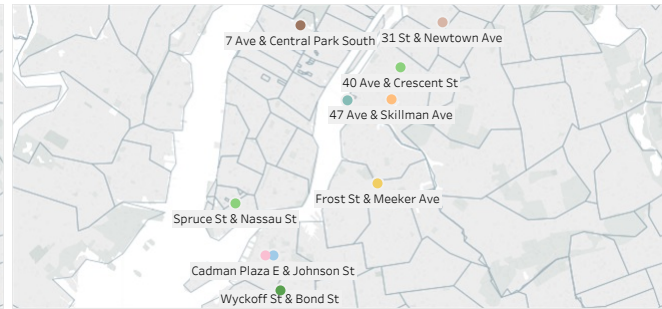 7 Ave & Central Park South
31 St & Newtown Ave
40 Ave & Crescent St
47 Ave & Skillman Ave
Frost St & Meeker Ave
Spruce St & Nassau St
Cadman Plaza E & Johnson St
Wyckoff St & Bond St